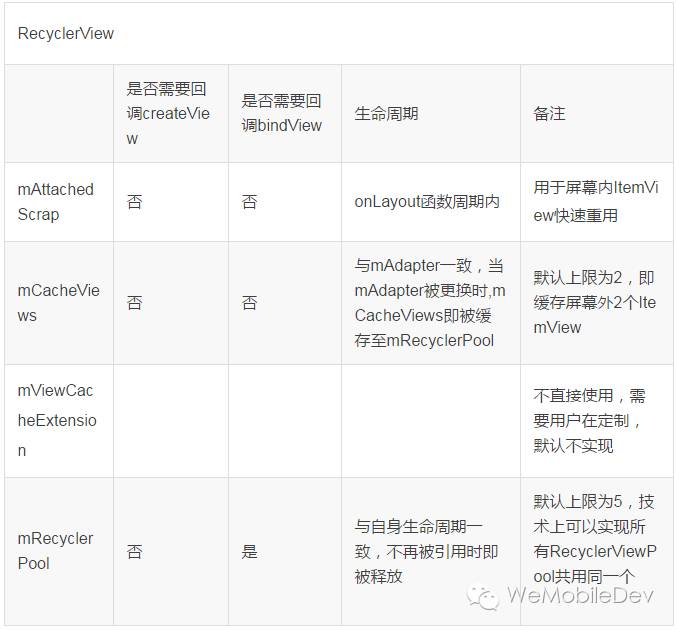 RecyclerView
是否需要回
调createVie
w
是否需要回
调bindView
生命周期
备注
mAttached
Scrap
否
否
onLayout函数周期内
用于屏幕内ItemVi
ew快速重用
mCacheVie
ws
否
否
与mAdapter一致，当
mAdapter被更换时,m
CacheViews即被缓
存至mRecyclerPool
默认上限为2，即
缓存屏幕外2个Ite
mView
mViewCac
heExtensio
n
不直接使用，需
要用户在定制，
默认不实现
mRecycler
Pool
否
是
与自身生命周期一
致，不再被引用时即
被释放
默认上限为5，技
术上可以实现所
有RecyclerViewP
ool共用同一个
WeMobileDev